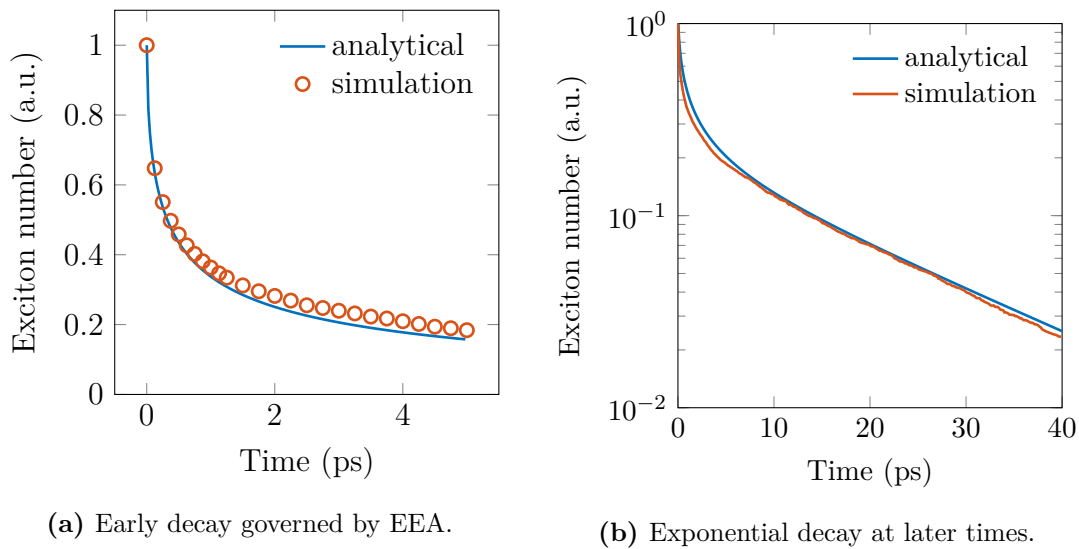 analytical
simulation
1
0.8
0.6
0.4
0.2
0
0
2
4
Exciton number (a.u.)
Time (ps)
(a) Early decay governed by EEA.
analytical
simulation
10⁰
10⁻¹
10⁻²
0
10
20
30
40
Exciton number (a.u.)
Time (ps)
(b) Exponential decay at later times.